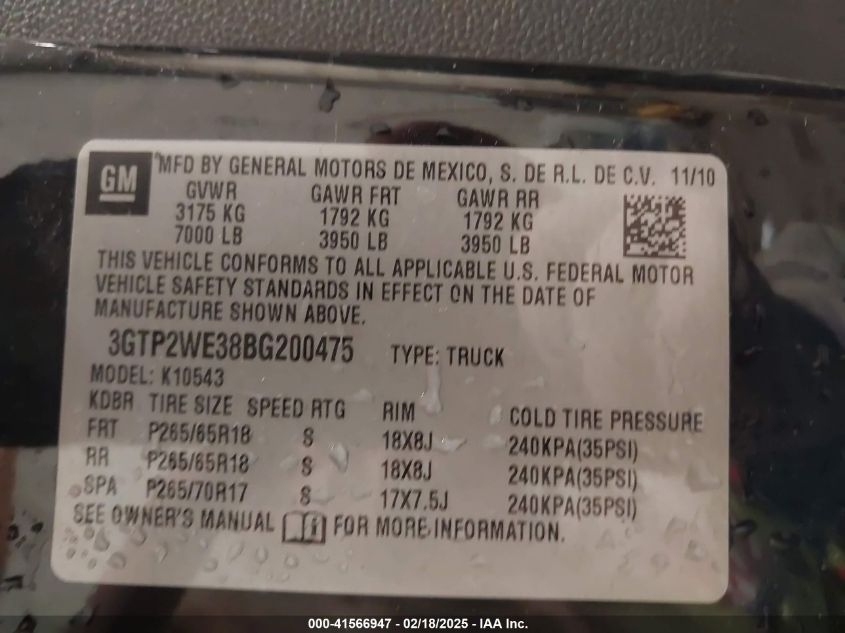 GM
*MFD BY GENERAL MOTORS DE MEXICO, S. DE R.L. DE C.V. 11/10
GVWR GAWR FRT GAWR RR
3175 KG 1792 KG 1792 KG
7000 LB 3950 LB 3950 LB
THIS VEHICLE CONFORMS TO ALL APPLICABLE U.S. FEDERAL MOTOR
VEHICLE SAFETY STANDARDS IN EFFECT ON THE DATE OF
MANUFACTURE SHOWN ABOVE.
3GTP2WE38BG200475 TYPE: TRUCK
MODEL: K10543
KDBR TIRE SIZE SPEED RTG RIM COLD TIRE PRESSURE
FRT P265/65R18 S 18X8J 240KPA(35PSI)
RR P265/65R18 S 18X8J 240KPA(35PSI)
SPA P265/70R17 S 17X7.5J 240KPA(35PSI)
SEE OWNER'S MANUAL FOR MORE INFORMATION.
000-41566947 / 02/18/2025 - IAA Inc.